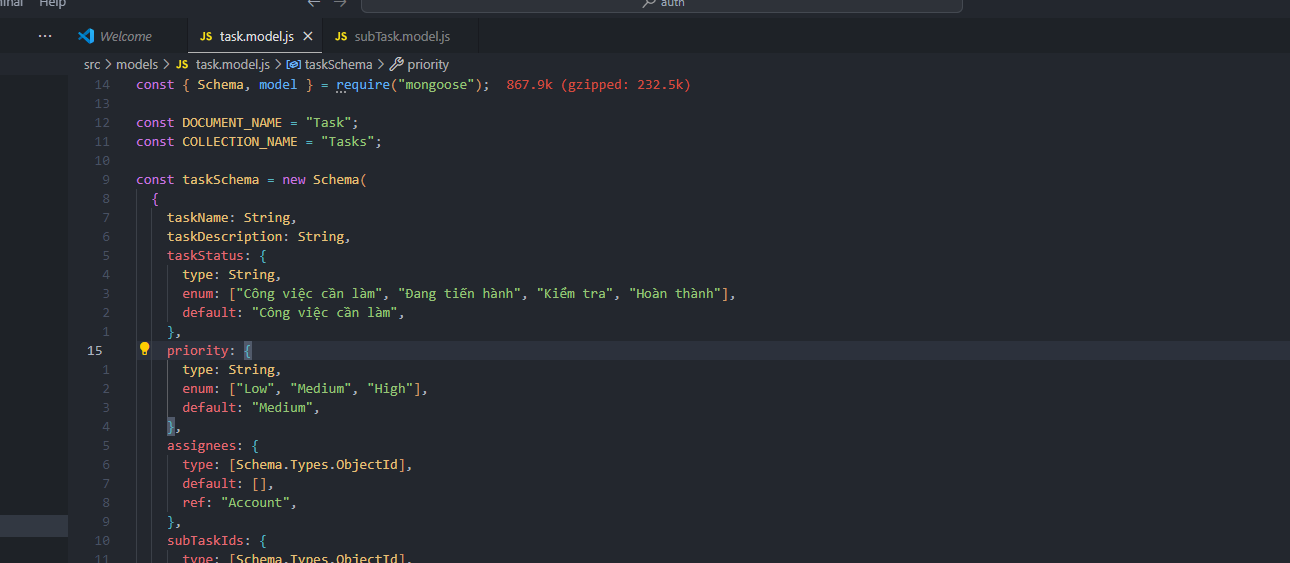 Help
auth
Welcome
JS task.model.js
JS subTask.model.js
src > models > JS task.model.js > taskSchema > priority
14 const { Schema, model } = require("mongoose"); 867.9k (gzipped: 232.5k)
13
12 const DOCUMENT_NAME = "Task";
11 const COLLECTION_NAME = "Tasks";
10
9 const taskSchema = new Schema(
8 {
7 taskName: String,
6 taskDescription: String,
5 taskStatus: {
4 type: String,
3 enum: ["Công việc cần làm", "Đang tiến hành", "Kiểm tra", "Hoàn thành"],
2 default: "Công việc cần làm",
1 },
15 priority: {
1 type: String,
2 enum: ["Low", "Medium", "High"],
3 default: "Medium",
4 },
5 assignees: {
6 type: [Schema.Types.ObjectId],
7 default: [],
8 ref: "Account",
9 },
10 subTaskIds: {
11 type: [Schema.Types.ObjectId],